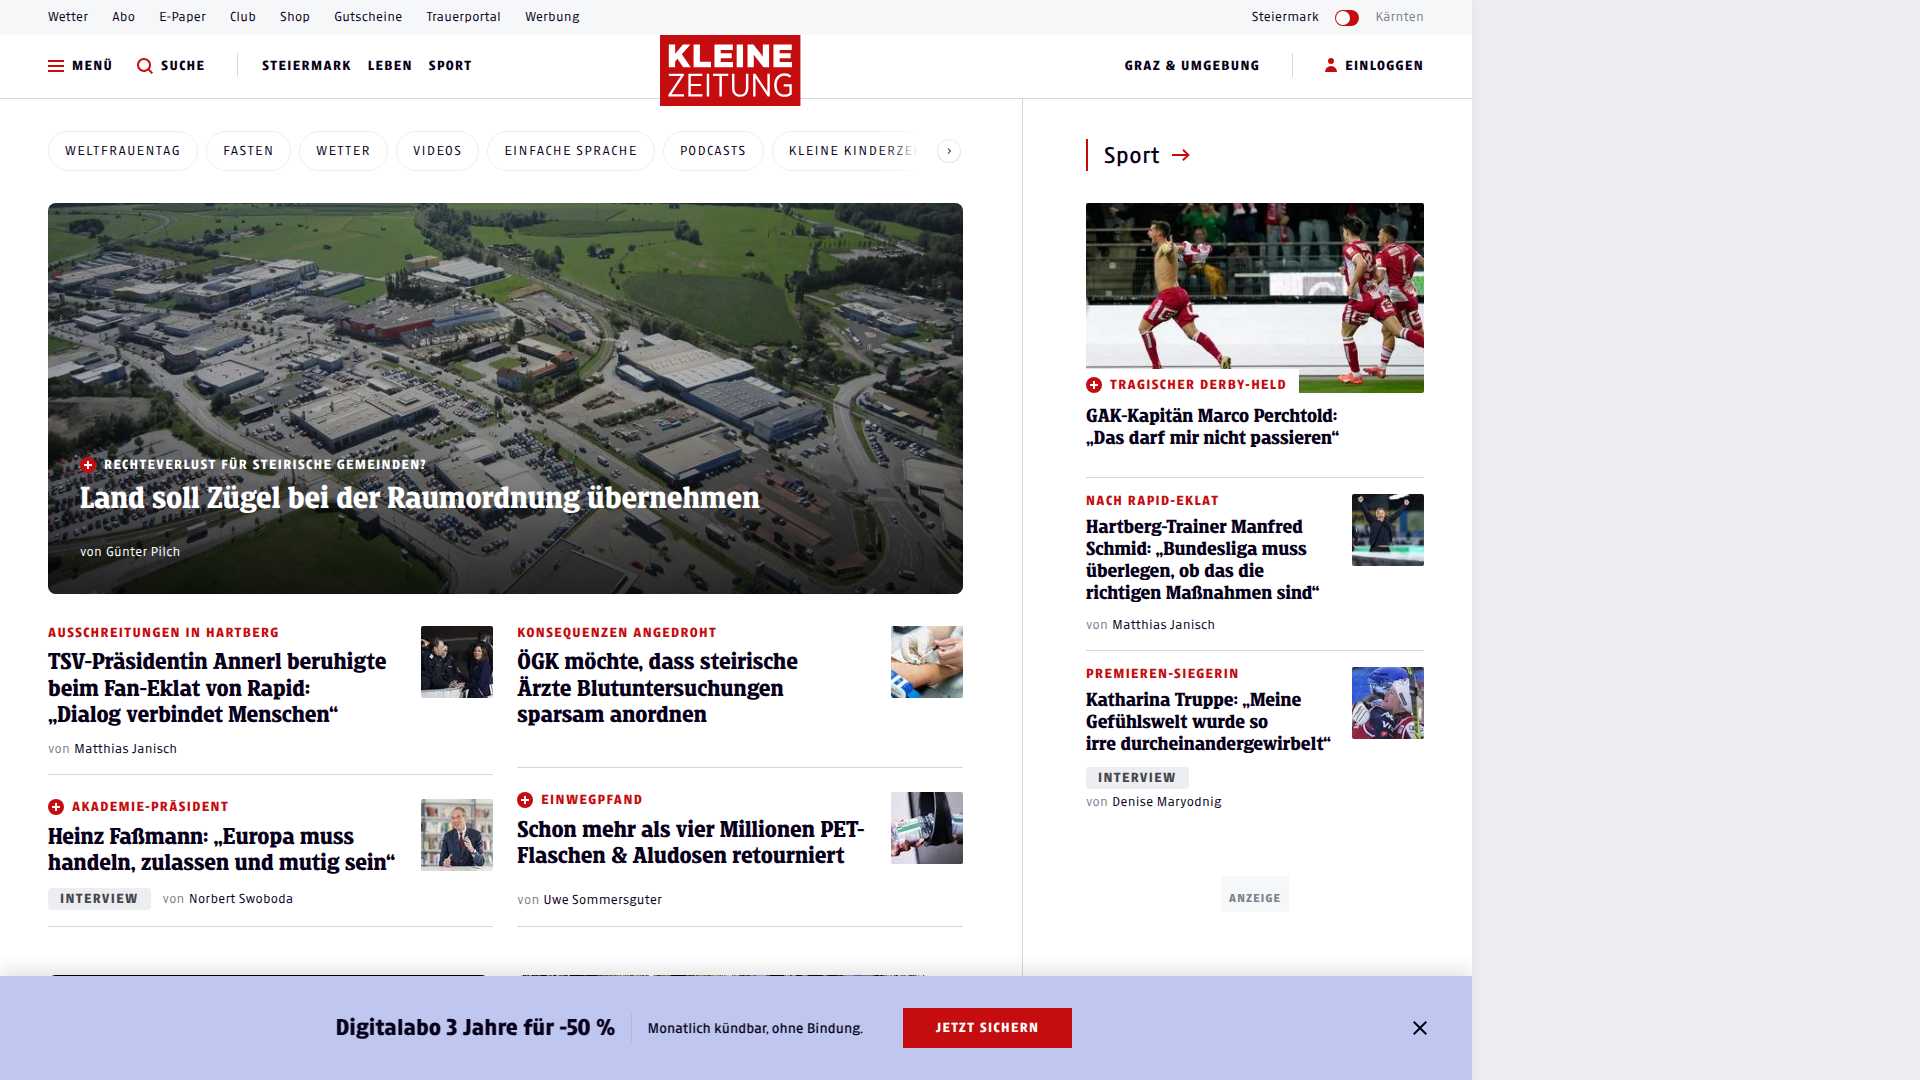 Wetter Abo E-Paper Club Shop Gutscheine Trauerportal Werbung Steiermark Kärnten
MENÜ SUCHE STEIERMARK LEBEN SPORT KLEINE ZEITUNG GRAZ & UMGEBUNG EINLOGGEN
WELTFRAUENTAG FASTEN WETTER VIDEOS EINFACHE SPRACHE PODCASTS KLEINE KINDERZE
RECHTEVERLUST FÜR STEIRISCHE GEMEINDEN?
Land soll Zügel bei der Raumordnung übernehmen
von Günter Pilch
AUSSCHREITUNGEN IN HARTBERG
TSV-Präsidentin Annerl beruhigte
beim Fan-Eklat von Rapid:
„Dialog verbindet Menschen“
von Matthias Janisch
KONSEQUENZEN ANGEDROHT
ÖGK möchte, dass steirische
Ärzte Blutuntersuchungen
sparsam anordnen
AKADEMIE-PRÄSIDENT
Heinz Faßmann: „Europa muss
handeln, zulassen und mutig sein“
INTERVIEW von Norbert Swoboda
EINWEGPFAND
Schon mehr als vier Millionen PET-
Flaschen & Aludosen retourniert
von Uwe Sommersguter
Sport
TRAGISCHER DERBY-HELD
GAK-Kapitän Marco Perchtold:
„Das darf mir nicht passieren“
NACH RAPID-EKLAT
Hartberg-Trainer Manfred
Schmid: „Bundesliga muss
überlegen, ob das die
richtigen Maßnahmen sind“
von Matthias Janisch
PREMIEREN-SIEGERIN
Katharina Truppe: „Meine
Gefühlswelt wurde so
irre durcheinandergewirbelt“
INTERVIEW
von Denise Maryodnig
ANZEIGE
Digitalabo 3 Jahre für -50 % Monatlich kündbar, ohne Bindung. JETZT SICHERN